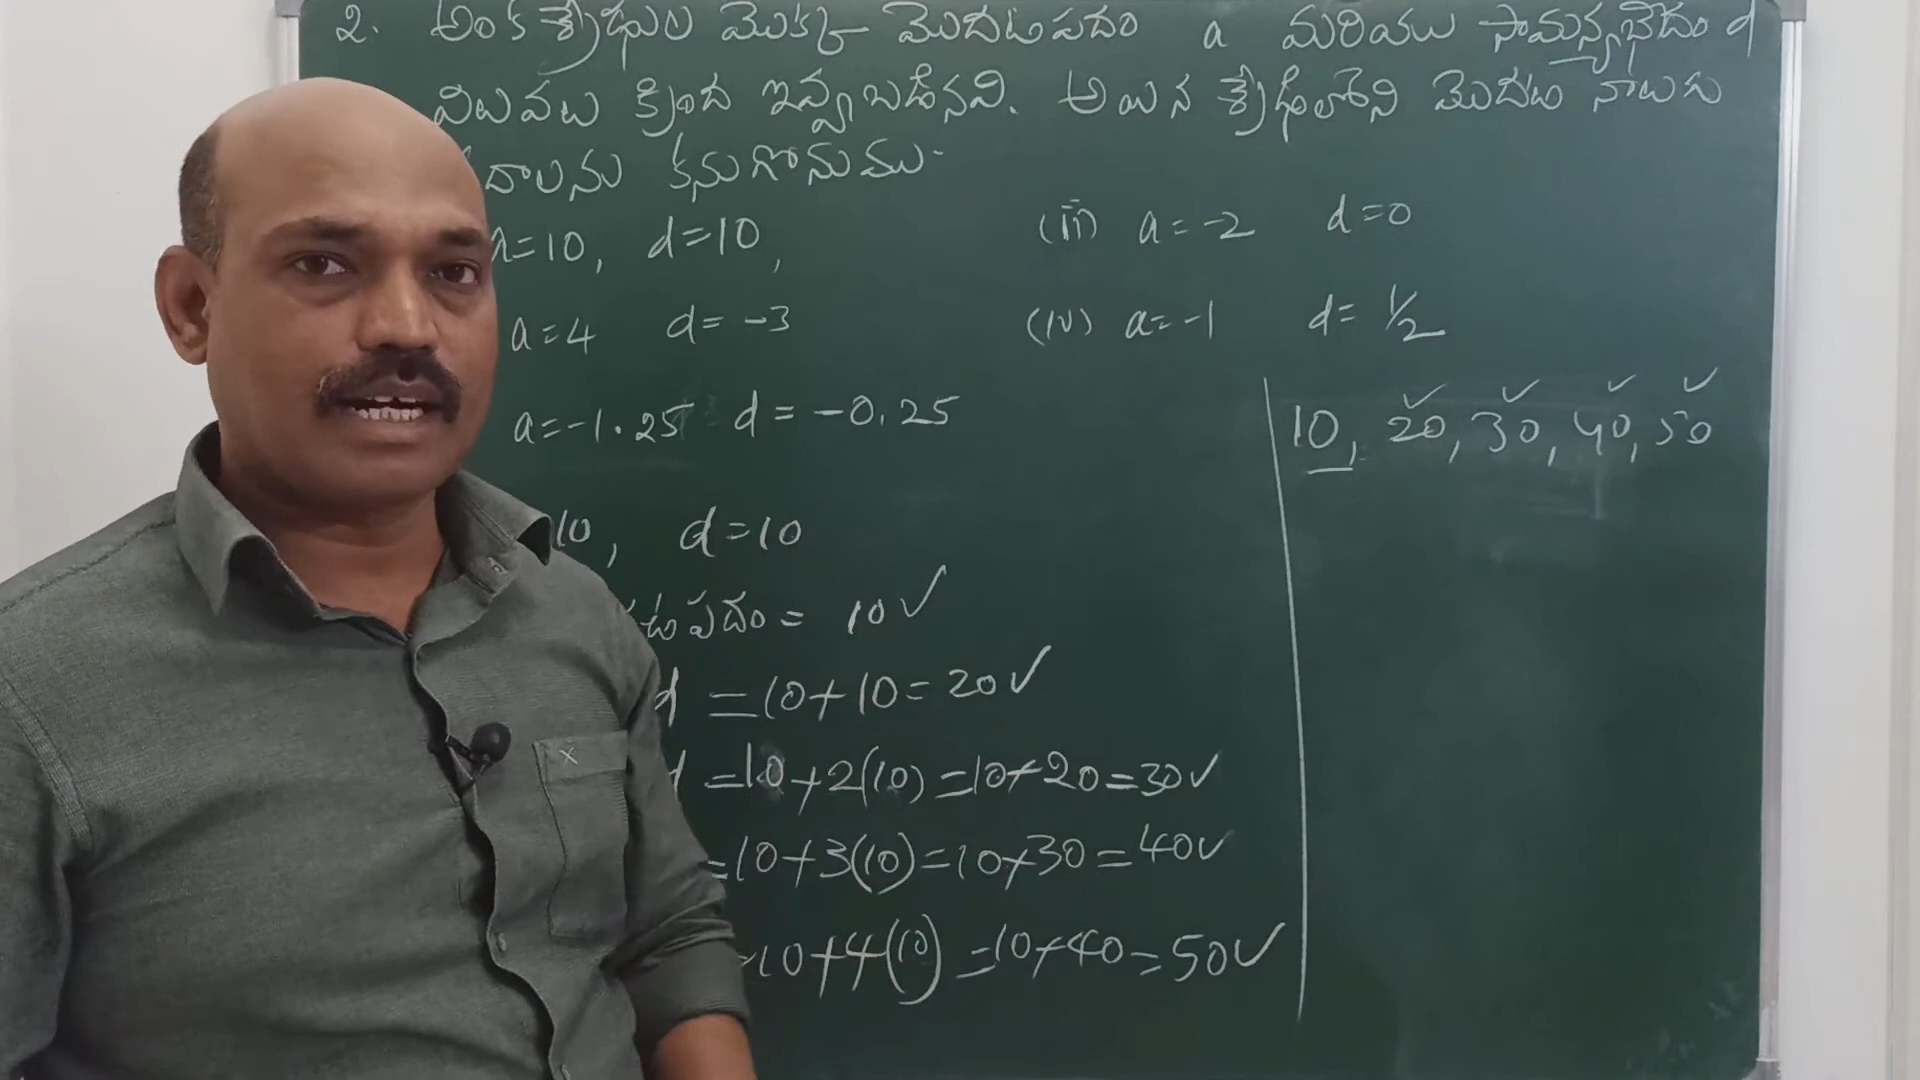 2. అంకశ్రేఢుల మొక్క మొదటపదం a మరియు సామన్యభేదం d
విలువలు క్రింద ఇవ్వబడినవి. అయిన శ్రేఢులలోని మొదట నాలుగు
దాలను కనుగొనుము.
a=10, d=10,
(iii) a=-2 d=0
a=4 d=-3
(iv) a=-1 d=1/2
a=-1.25 d=-0.25
10, 20, 30, 40, 50
10, d=10
పదం = 10✓
d =10+10=20✓
=10+2(10)=10+20=30✓
=10+3(10)=10+30=40✓
10+4(10)=10+40=50✓